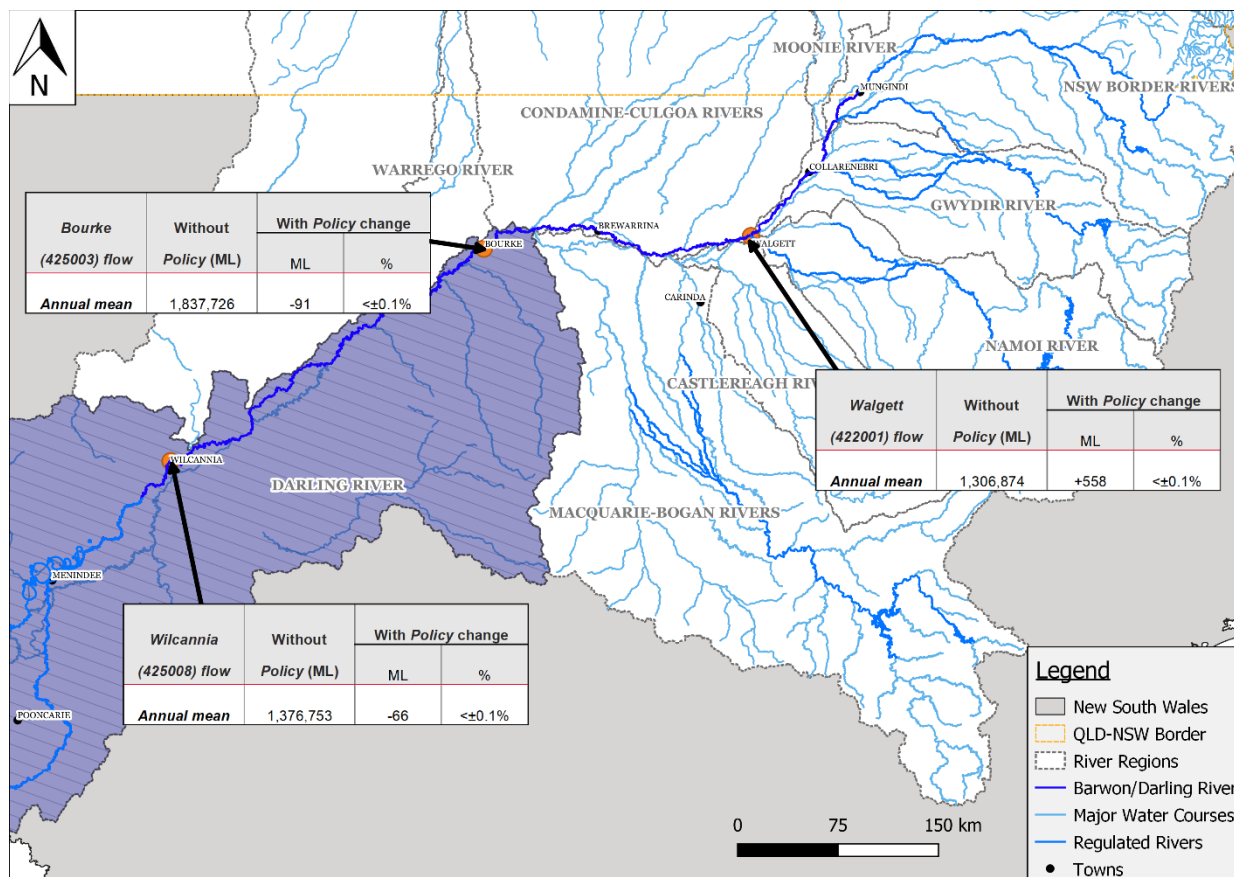 N
MOONIE RIVER
MUNGINDI
NSW BORDER RIVERS
CONDAMINE-CULGOA RIVERS
WARREGO RIVER
COLLARENEBRI
GWYDIR RIVER
Bourke
(425003) flow
Without
Policy (ML)
With Policy change
ML
%
Annual mean
1,837,726
-91
<±0.1%
BOURKE
BREWARRINA
WALGETT
CARINDA
NAMOI RIVER
CASTLEREAGH RIV
Walgett
(422001) flow
Without
Policy (ML)
With Policy change
ML
%
Annual mean
1,306,874
+558
<±0.1%
WILCANNIA
DARLING RIVER
MACQUARIE-BOGAN RIVERS
MENINDEE
Wilcannia
(425008) flow
Without
Policy (ML)
With Policy change
ML
%
Annual mean
1,376,753
-66
<±0.1%
POONCARIE
0 75 150 km
Legend
New South Wales
QLD-NSW Border
River Regions
Barwon/Darling River
Major Water Courses
Regulated Rivers
Towns